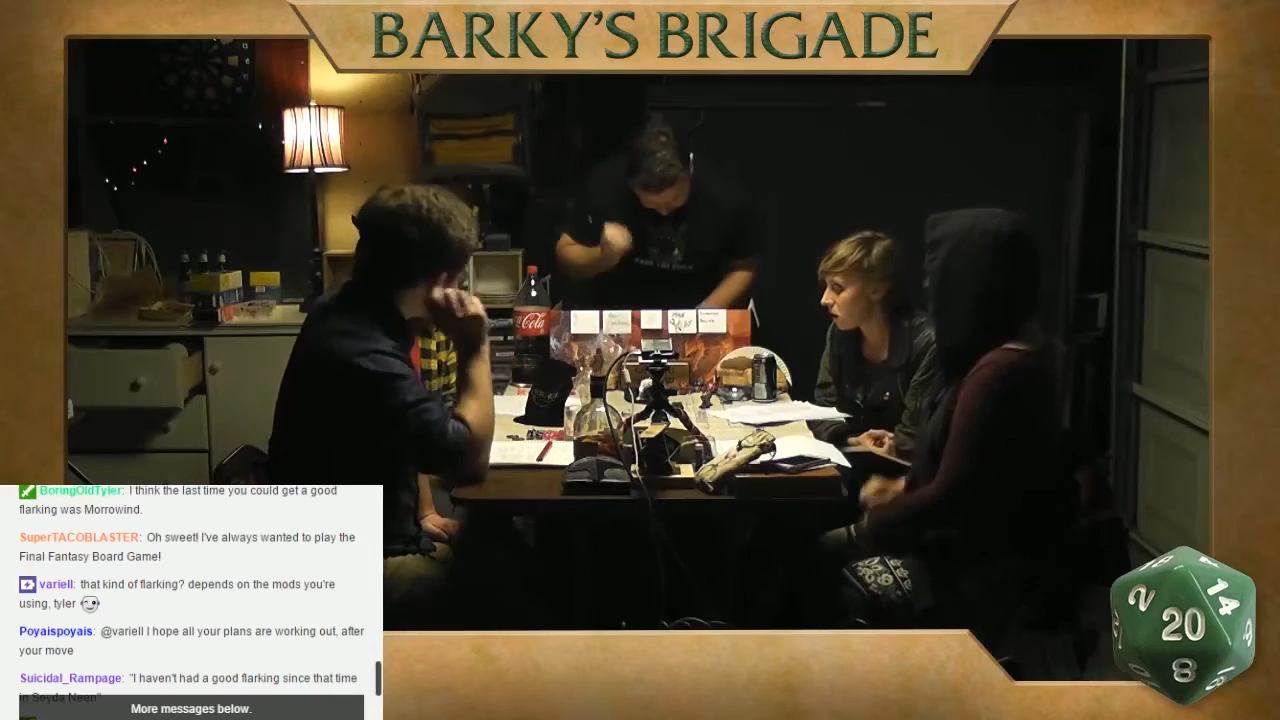 BARKY'S BRIGADE
Coca-Cola
BoringOldTyler: I think the last time you could get a good
flarking was Morrowind.
SuperTACOBLASTER: Oh sweet! I've always wanted to play the
Final Fantasy Board Game!
variell: that kind of flarking? depends on the mods you're
using, tyler
Poyaispoyais: @variell I hope all your plans are working out, after
your move
Suicidal_Rampage: "I haven't had a good flarking since that time
in Seyda Neen"
More messages below.
2
14
20
8